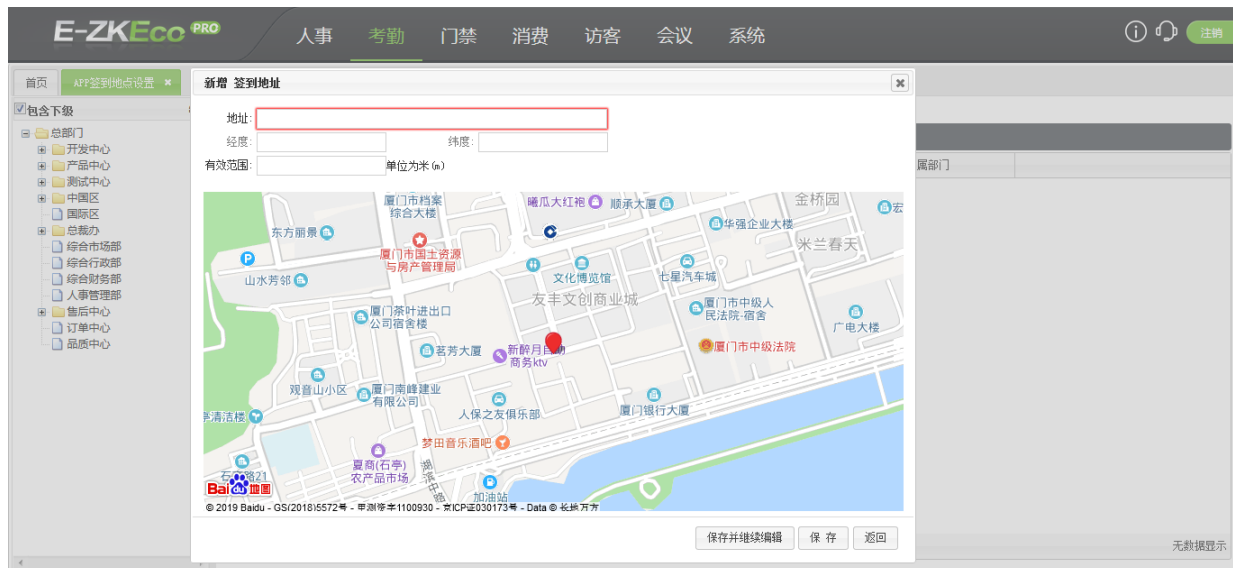 E-ZKEco PRO
人事 考勤 门禁 消费 访客 会议 系统
注销
首页 APP签到地点设置
包含下级
总部门
开发中心
产品中心
测试中心
中国区
国际区
总裁办
综合市场部
综合行政部
综合财务部
人事管理部
售后中心
订单中心
品质中心
新增 签到地址
地址:
经度: 纬度:
有效范围: 单位为米(m)
属部门
厦门市档案
综合大楼
曦瓜大红袍
顺承大厦
金桥园
宏
东方丽景
华强企业大楼
米兰春天
厦门市国土资源
与房产管理局
P
山水芳邻
文化博览馆
七星汽车城
友丰文创商业城
厦门茶叶进出口
公司宿舍楼
厦门市中级人
民法院-宿舍
广电大楼
茗芳大厦
新醉月自助
商务ktv
厦门市中级法院
观音山小区
厦门南峰建业
有限公司
人保之友俱乐部
厦门银行大厦
亭清洁楼
梦田音乐酒吧
夏商(石亭)
农产品市场
湖滨中路
加油站
Bai 地图
© 2019 Baidu - GS(2018)5572号 - 甲测资字1100930 - 京ICP证030173号 - Data © 长地万方
保存并继续编辑 保 存 返回
无数据显示